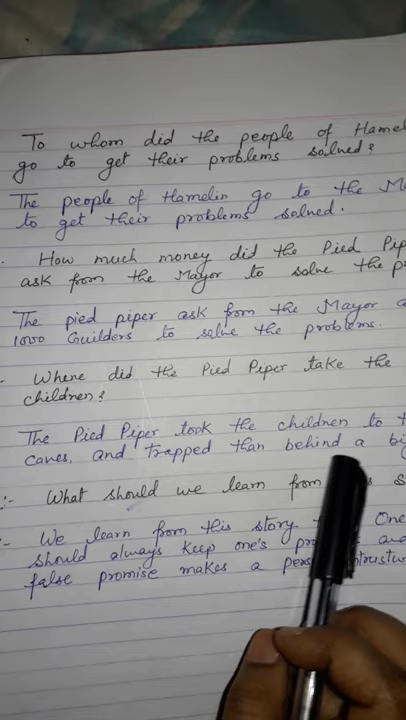 To whom did the people of Hamel
go to get their problems solved?
The people of Hamelin go to the M
to get their problems solved.
How much money did the Pied Pip
ask from the Mayor to solve the p
The pied piper ask from the Mayor
1000 Guilders to solve the problems.
Where did the Pied Piper take the
children?
The Pied Piper took the children to
caves, and trapped than behind a
:- What should we learn from
:- We learn from this story One
should always keep one's
false promise makes a